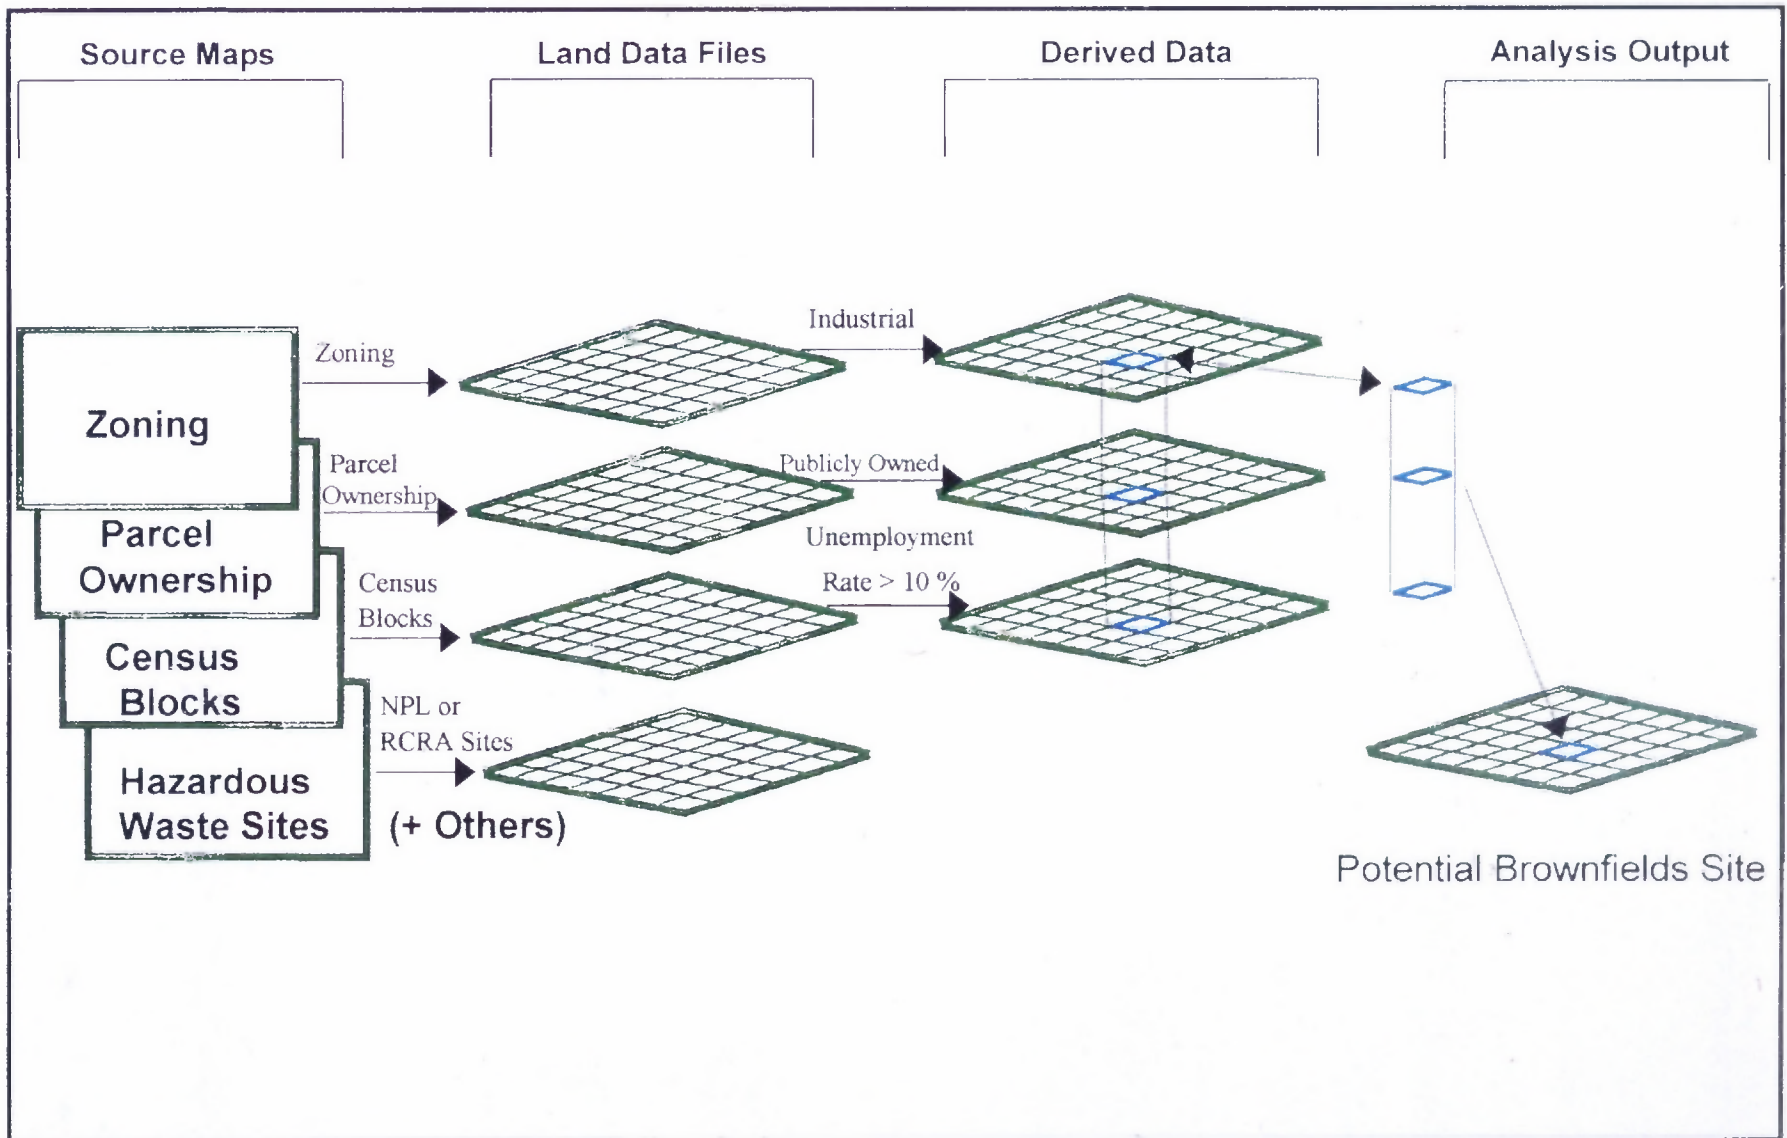 Source Maps
Land Data Files
Derived Data
Analysis Output
Zoning
Parcel
Ownership
Census
Blocks
Hazardous
Waste Sites
(+ Others)
Zoning
Parcel
Ownership
Census
Blocks
NPL or
RCRA Sites
Industrial
Publicly Owned
Unemployment
Rate > 10 %
Potential Brownfields Site